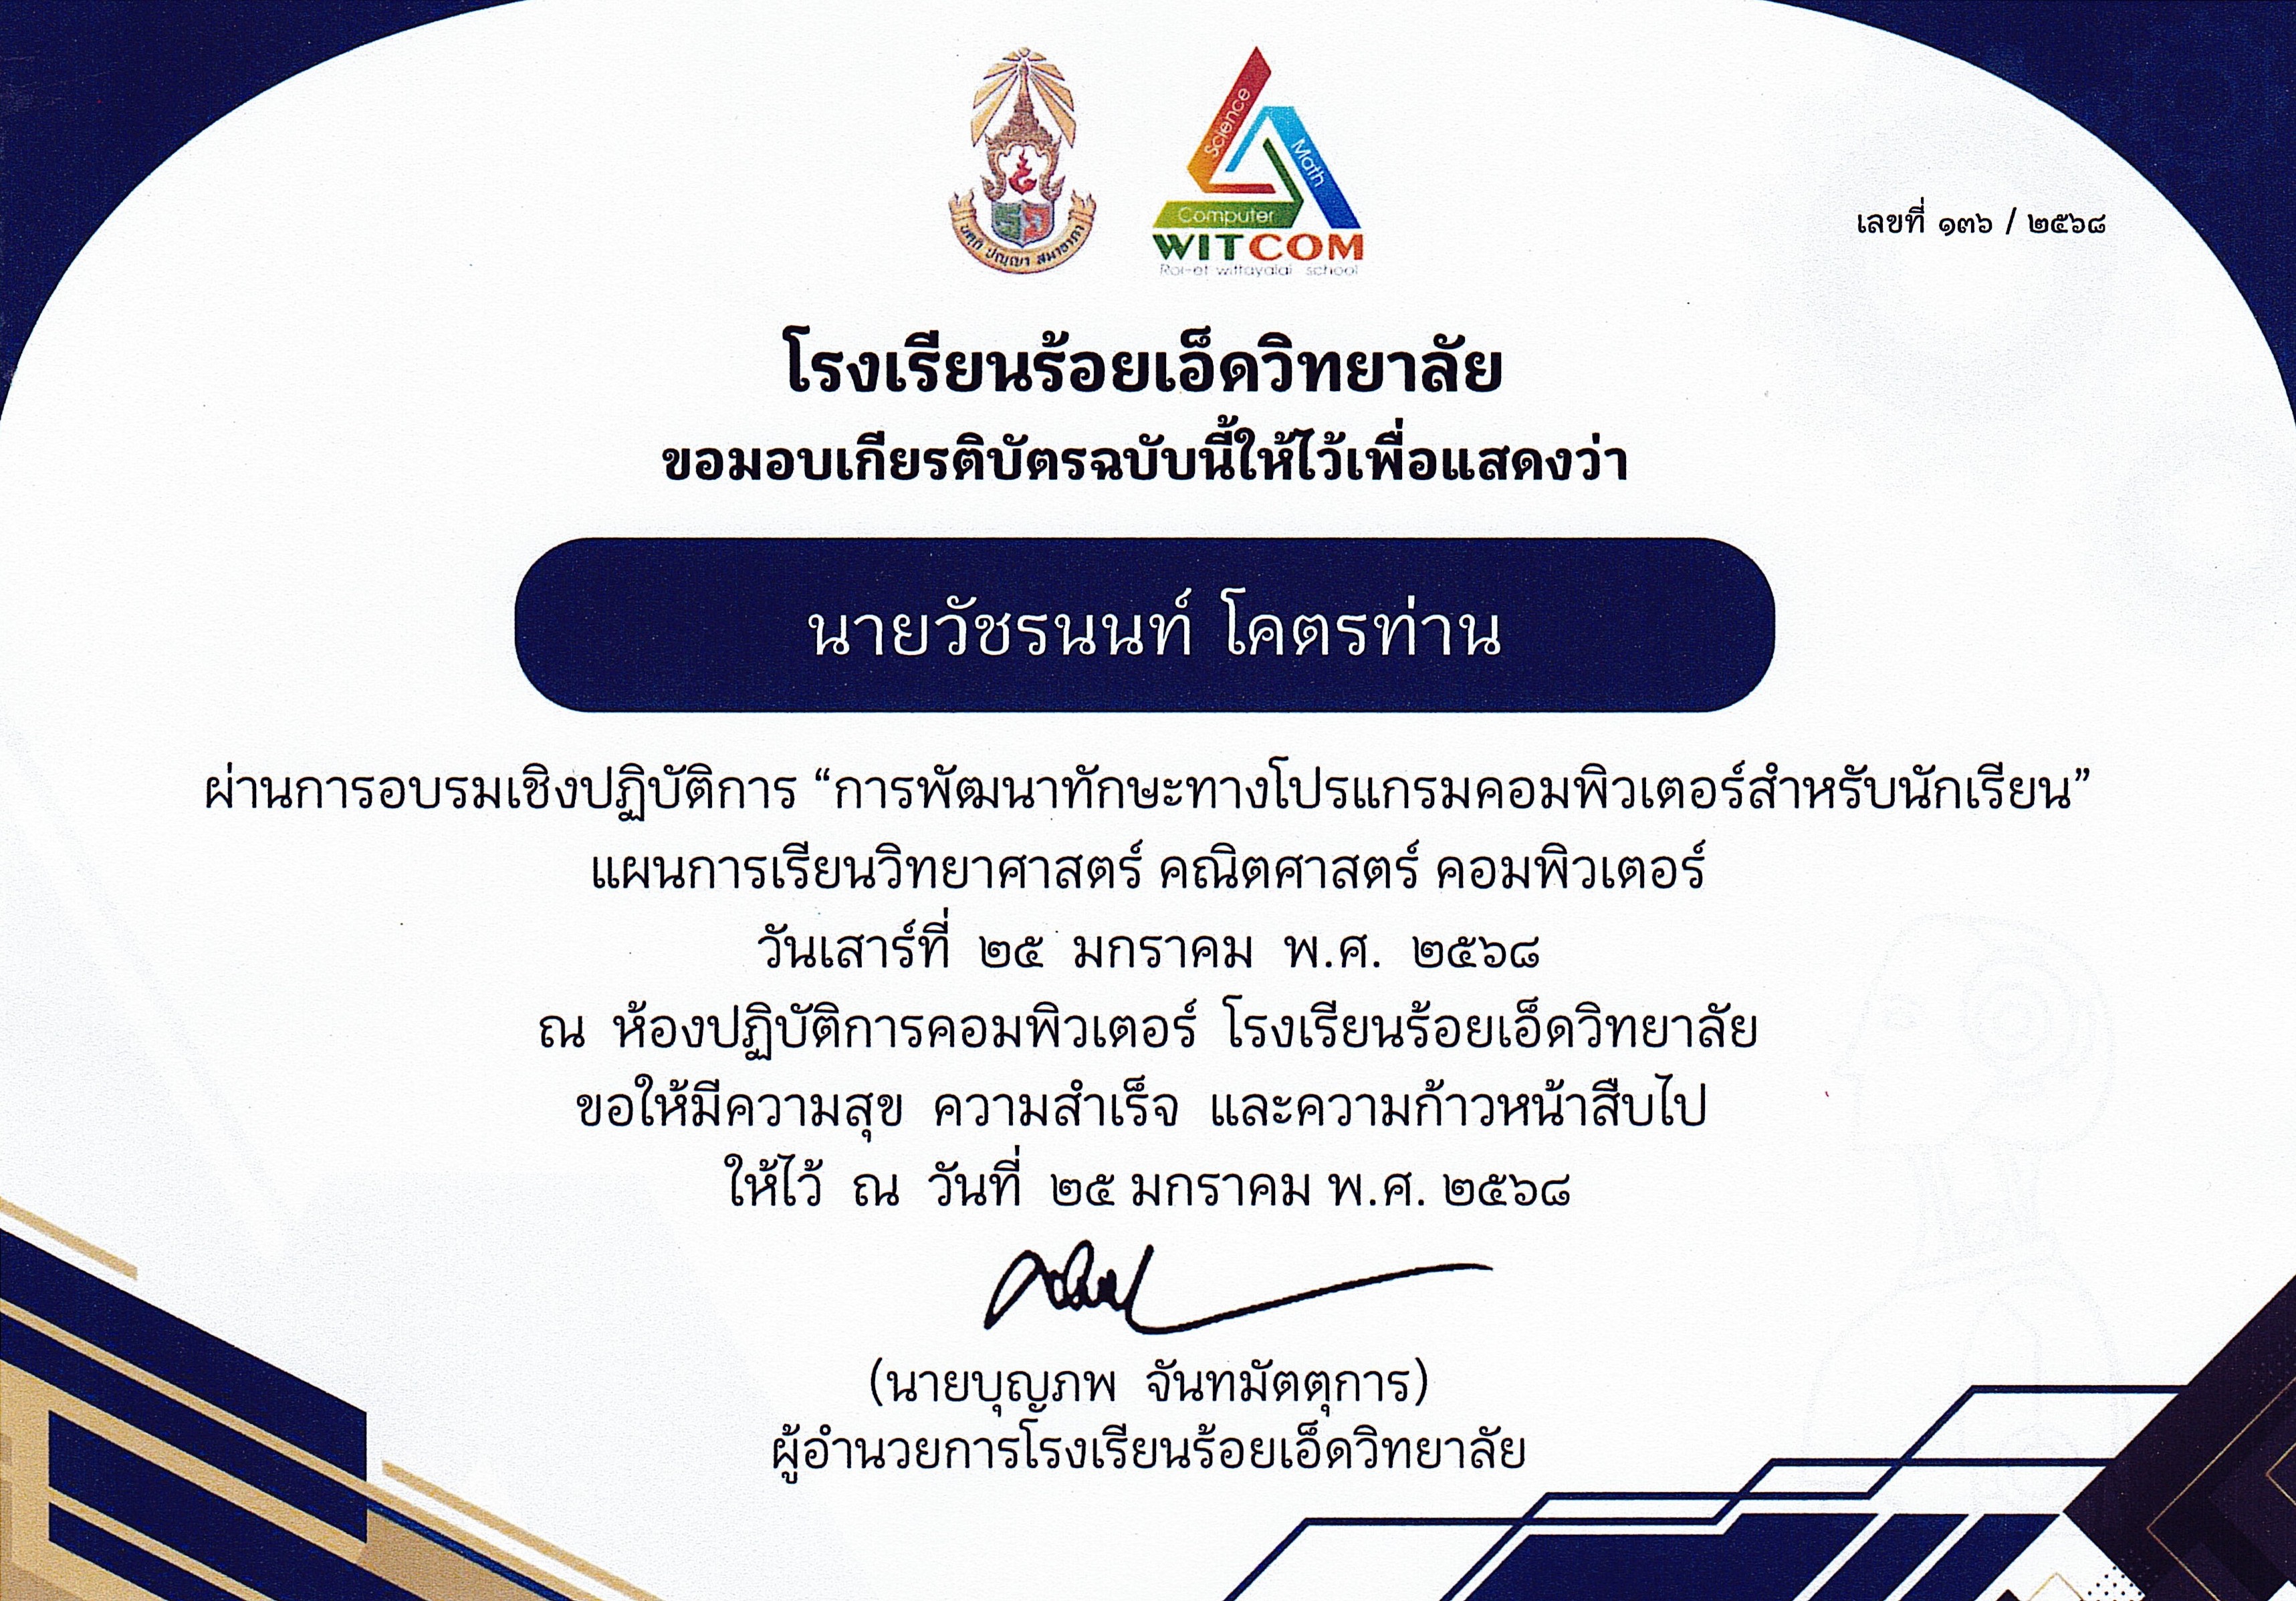 Science
Math
Computer
WITCOM
Roi-et wittayalai school
เลขที่ ๑๓๖ / ๒๕๖๘
โรงเรียนร้อยเอ็ดวิทยาลัย
ขอมอบเกียรติบัตรฉบับนี้ให้ไว้เพื่อแสดงว่า
นายวัชรนนท์ โคตรท่าน
ผ่านการอบรมเชิงปฏิบัติการ “การพัฒนาทักษะทางโปรแกรมคอมพิวเตอร์สำหรับนักเรียน”
แผนการเรียนวิทยาศาสตร์ คณิตศาสตร์ คอมพิวเตอร์
วันเสาร์ที่ ๒๕ มกราคม พ.ศ. ๒๕๖๘
ณ ห้องปฏิบัติการคอมพิวเตอร์ โรงเรียนร้อยเอ็ดวิทยาลัย
ขอให้มีความสุข ความสำเร็จ และความก้าวหน้าสืบไป
ให้ไว้ ณ วันที่ ๒๕ มกราคม พ.ศ. ๒๕๖๘
(นายบุญภพ จันทมัตตุการ)
ผู้อำนวยการโรงเรียนร้อยเอ็ดวิทยาลัย